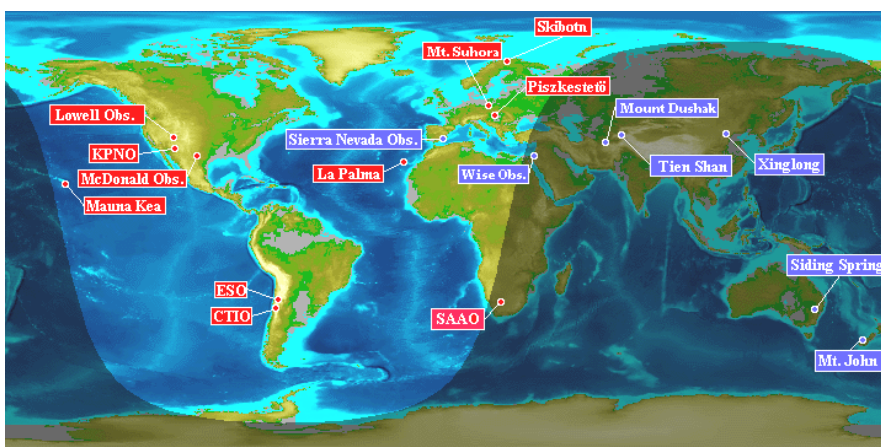 Skibotn
Mt. Suhora
Piszkestetö
Mount Dushak
Lowell Obs.
Sierra Nevada Obs.
KPNO
Tien Shan
Xinglong
McDonald Obs.
La Palma
Wise Obs.
Mauna Kea
Siding Spring
ESO
CTIO
SAAO
Mt. John